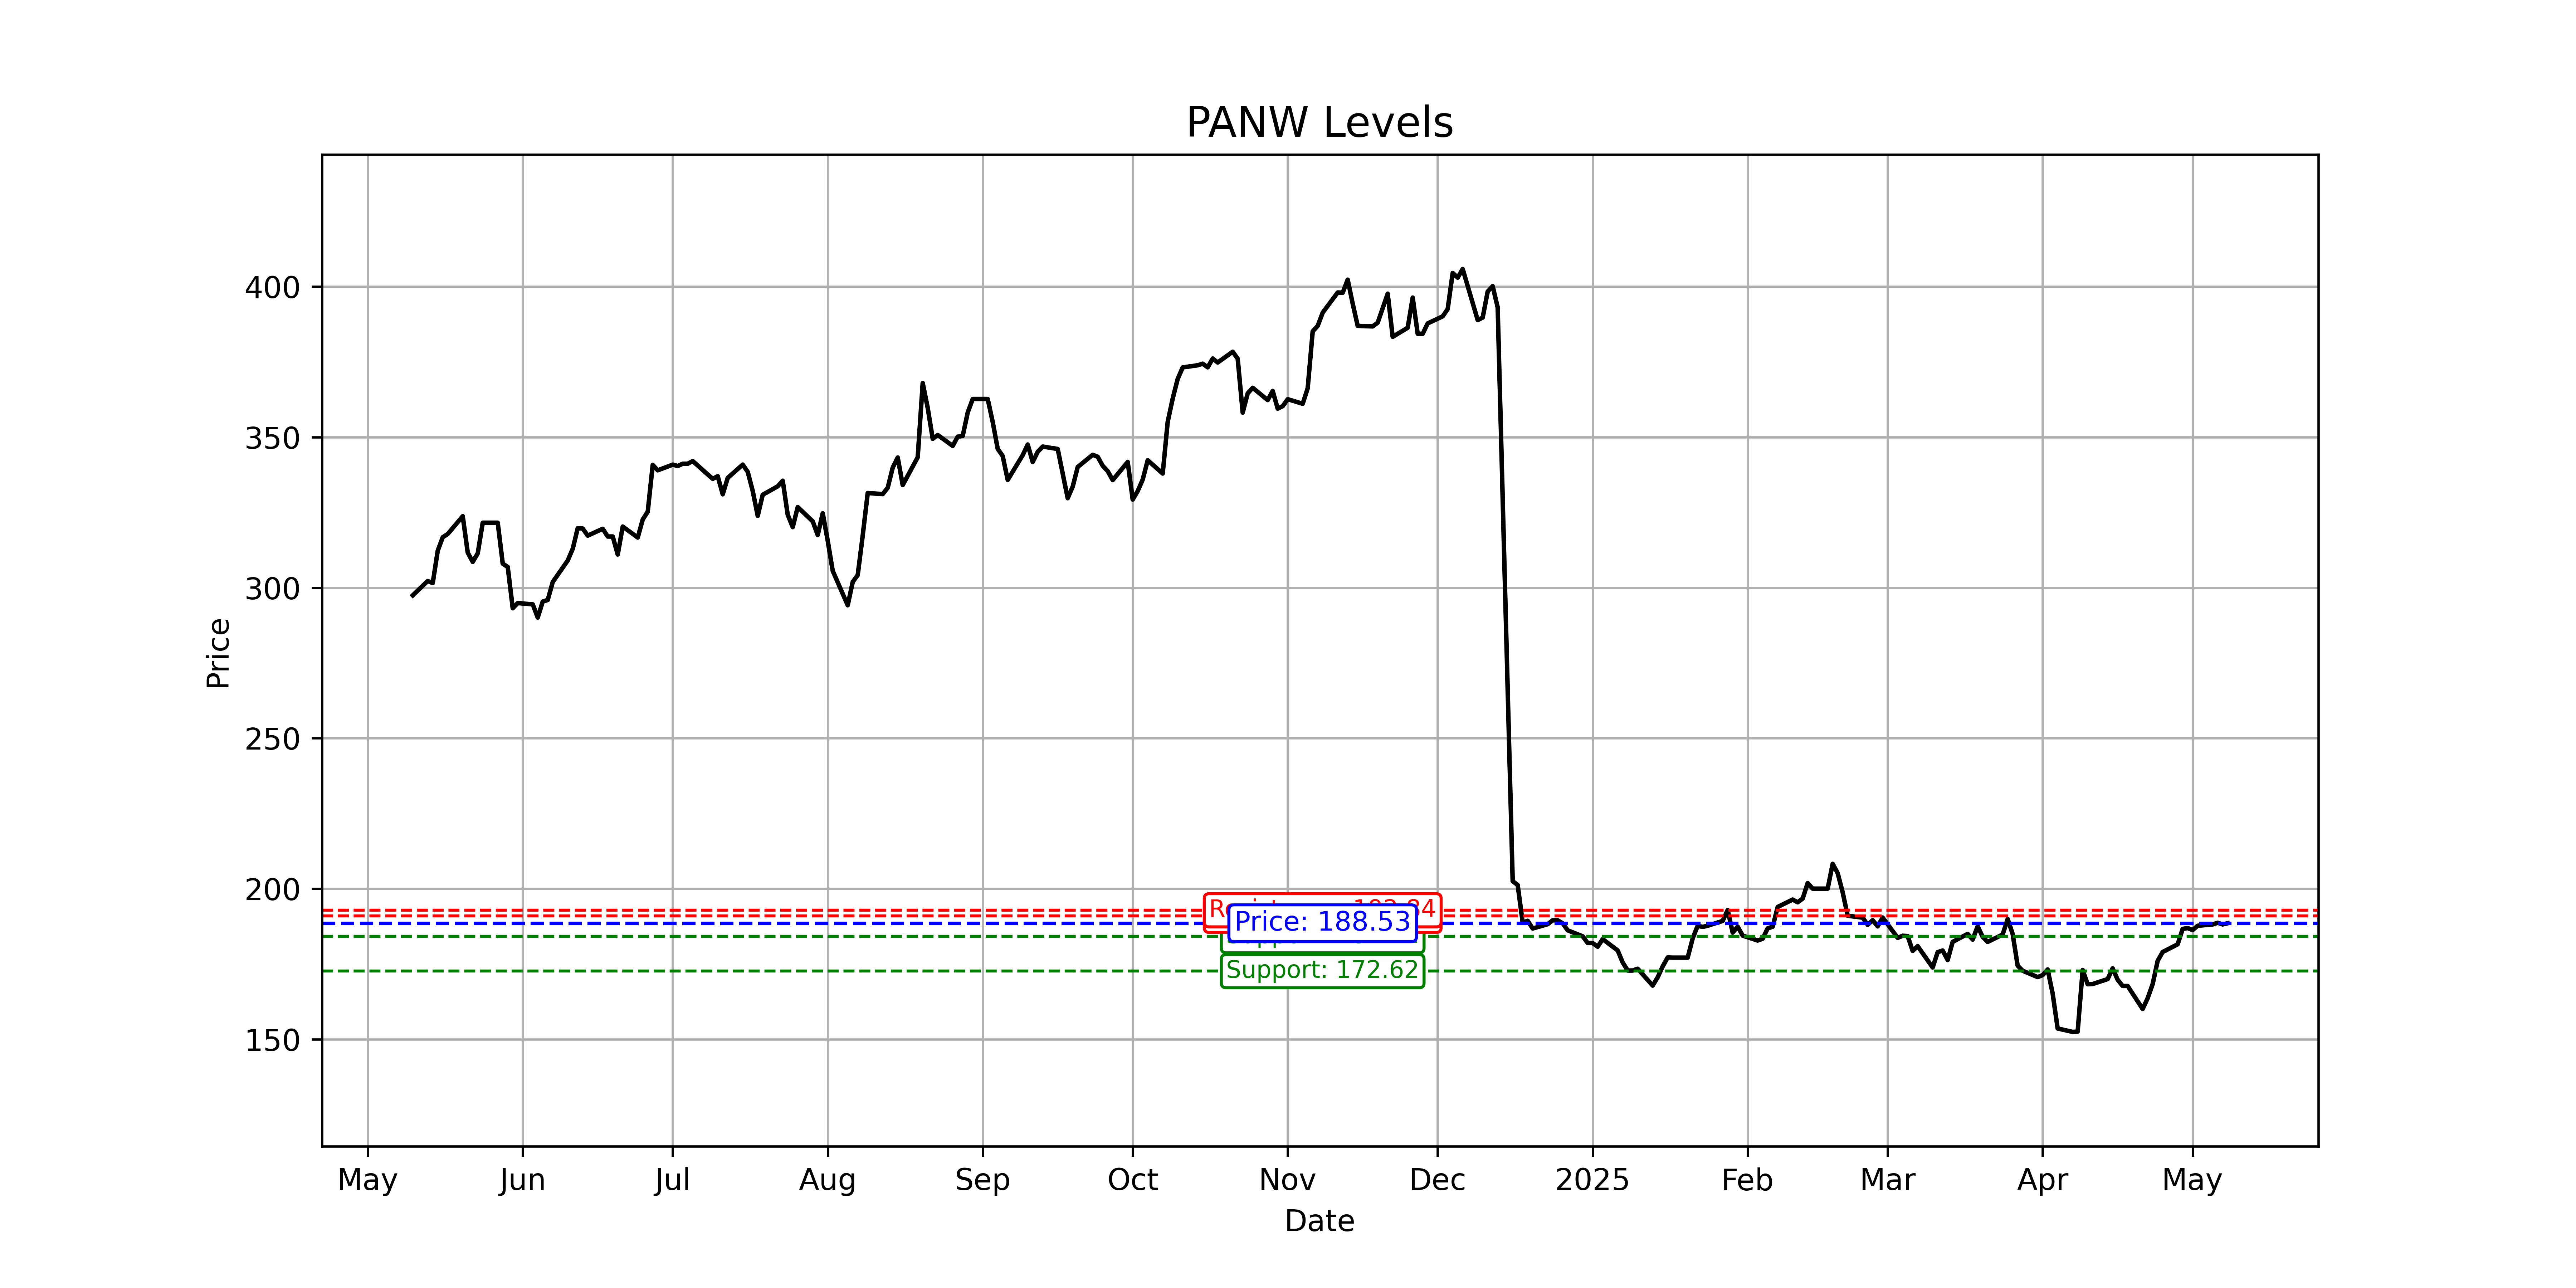 PANW Levels
Price
400
350
300
250
200
150
Price: 188.53
Support: 172.62
May Jun Jul Aug Sep Oct Nov Dec 2025 Feb Mar Apr May
Date